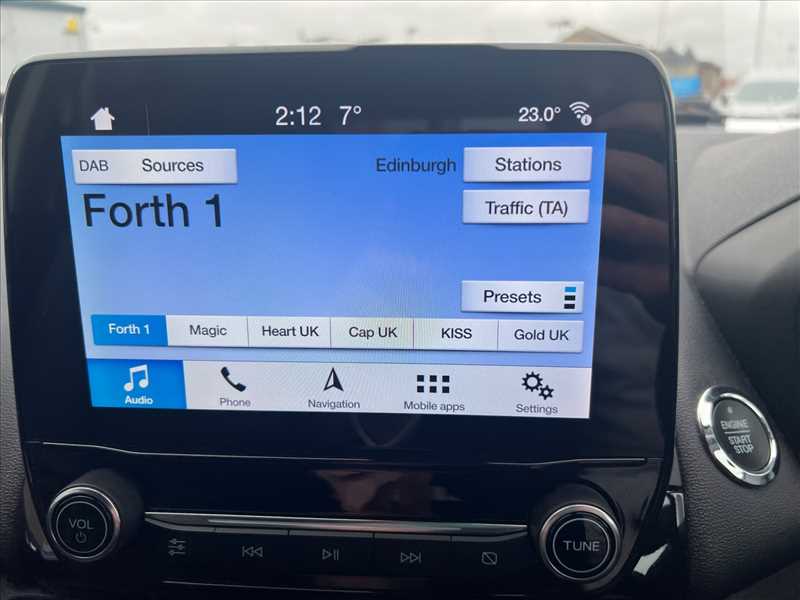 2:12 7° 23.0°
DAB Sources Edinburgh Stations
Forth 1 Traffic (TA)
Presets
Forth 1 Magic Heart UK Cap UK KISS Gold UK
Audio Phone Navigation Mobile apps Settings
ENGINE
START
STOP
VOL TUNE